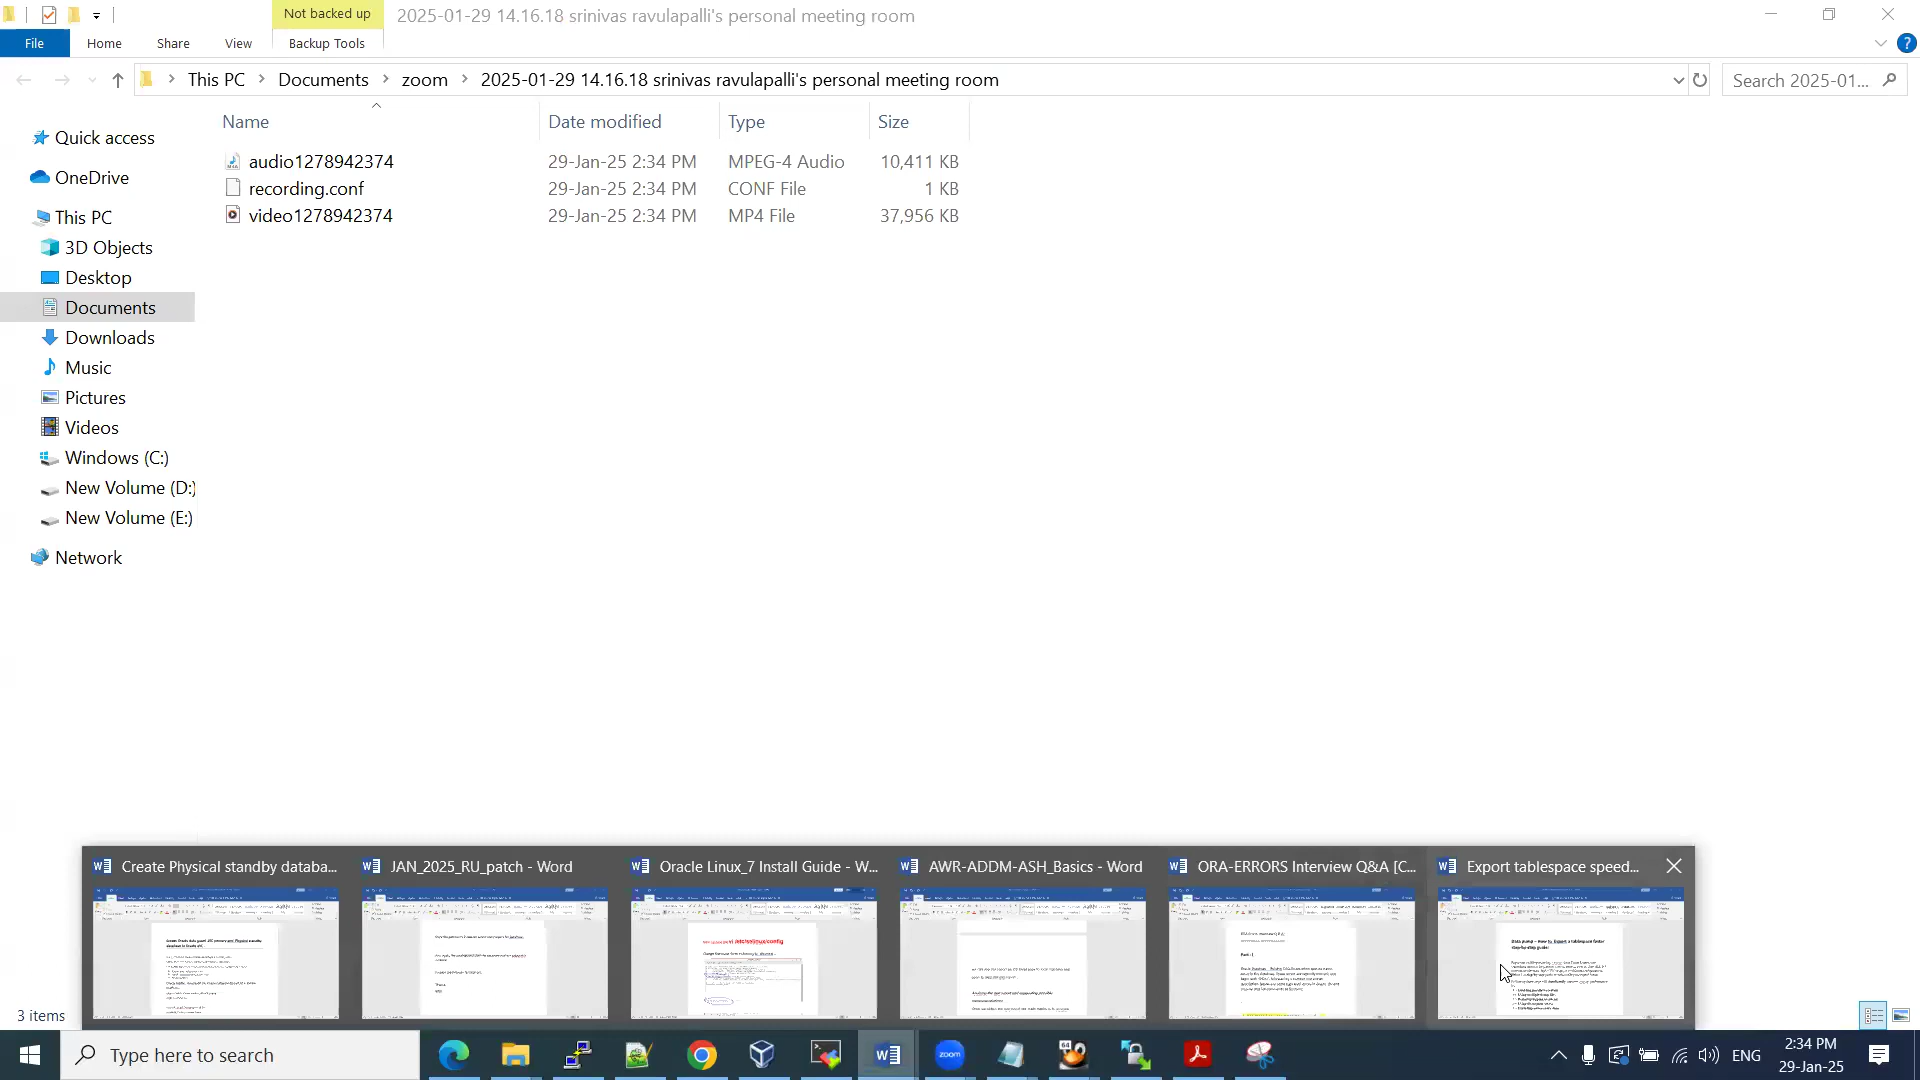 Not backed up
2025-01-29 14.16.18 srinivas ravulapalli's personal meeting room
File
Home
Share
View
Backup Tools
This PC
Documents
zoom
2025-01-29 14.16.18 srinivas ravulapalli's personal meeting room
Search 2025-01...
Name
Date modified
Type
Size
audio1278942374
29-Jan-25 2:34 PM
MPEG-4 Audio
10,411 KB
recording.conf
29-Jan-25 2:34 PM
CONF File
1 KB
video1278942374
29-Jan-25 2:34 PM
MP4 File
37,956 KB
Quick access
OneDrive
This PC
3D Objects
Desktop
Documents
Downloads
Music
Pictures
Videos
Windows (C:)
New Volume (D:)
New Volume (E:)
Network
Create Physical standby databa...
JAN_2025_RU_patch - Word
Oracle Linux_7 Install Guide - W...
AWR-ADDM-ASH_Basics - Word
ORA-ERRORS Interview Q&A [C...
Export tablespace speed...
3 items
Type here to search
zoom
64
ENG
2:34 PM
29-Jan-25